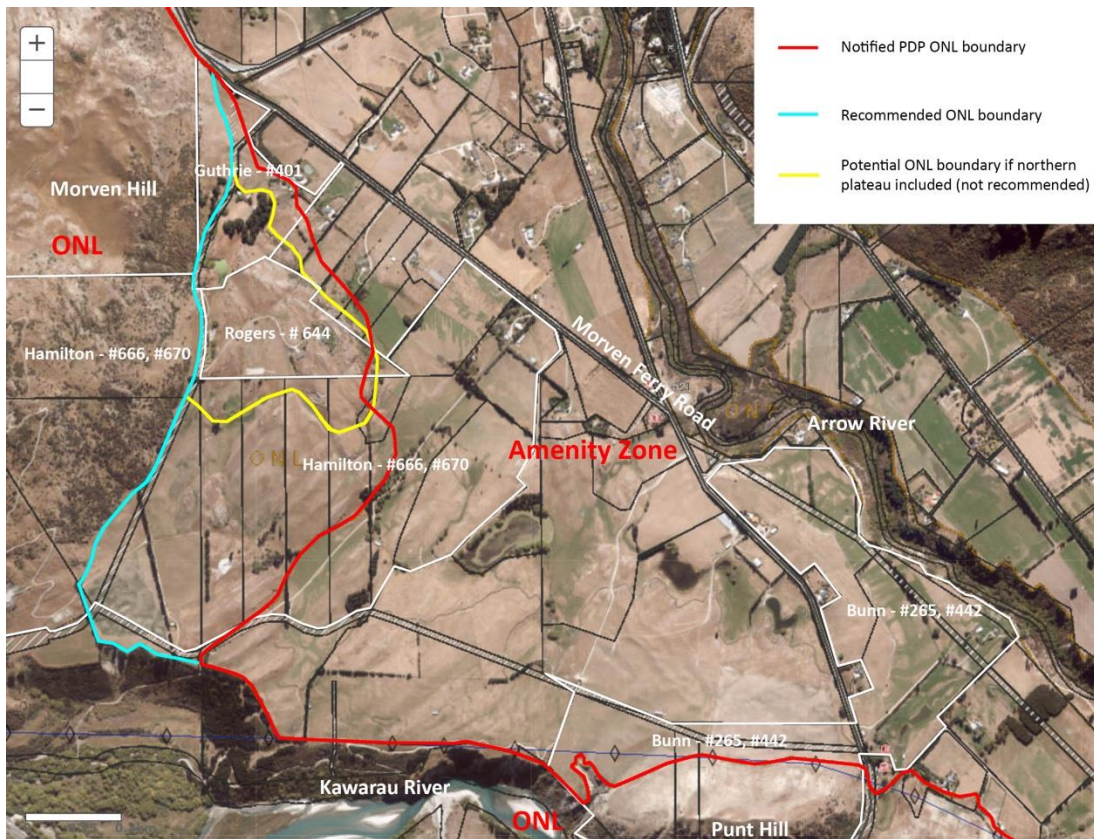 +
−
Notified PDP ONL boundary
Recommended ONL boundary
Potential ONL boundary if northern
plateau included (not recommended)
Guthrie - #401
Morven Hill
ONL
Rogers - # 644
Hamilton - #666, #670
Morven Ferry Road
Arrow River
Amenity Zone
ONL
Hamilton - #666, #670
Bunn - #265, #442
Bunn - #265, #442
Kawarau River
ONL
Punt Hill